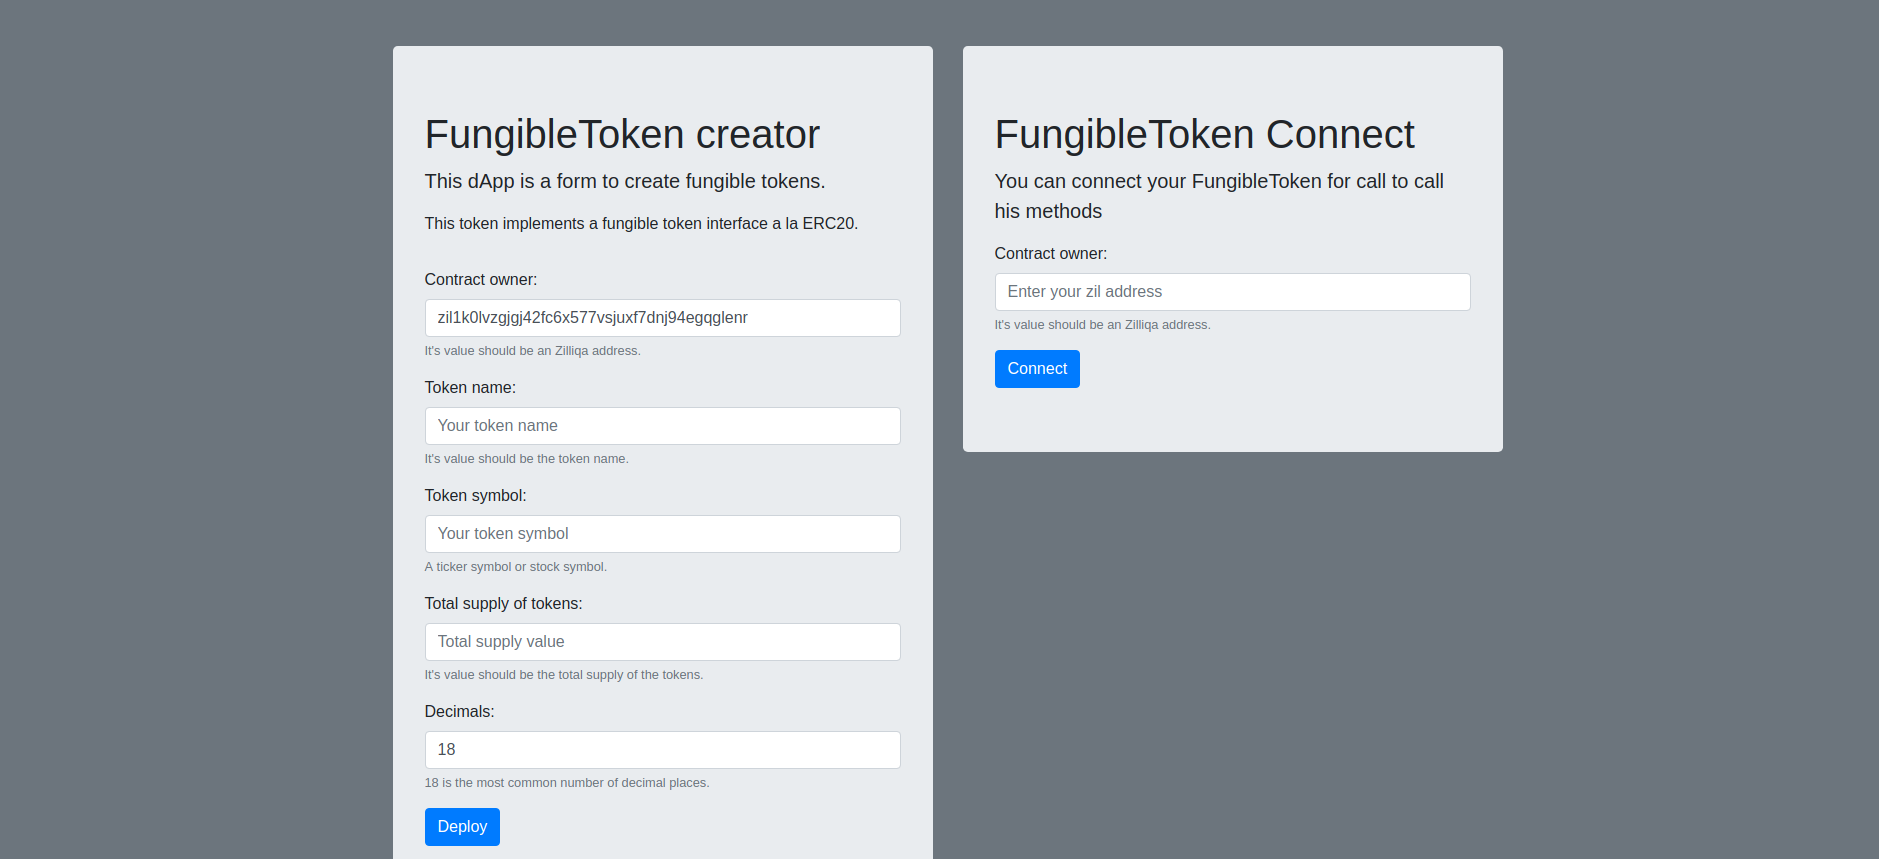 FungibleToken creator
This dApp is a form to create fungible tokens.
This token implements a fungible token interface a la ERC20.
Contract owner:
zil1k0lvzgjgj42fc6x577vsjuxf7dnj94egqglenr
It's value should be an Zilliqa address.
Token name:
Your token name
It's value should be the token name.
Token symbol:
Your token symbol
A ticker symbol or stock symbol.
Total supply of tokens:
Total supply value
It's value should be the total supply of the tokens.
Decimals:
18
18 is the most common number of decimal places.
Deploy
FungibleToken Connect
You can connect your FungibleToken for call to call
his methods
Contract owner:
Enter your zil address
It's value should be an Zilliqa address.
Connect